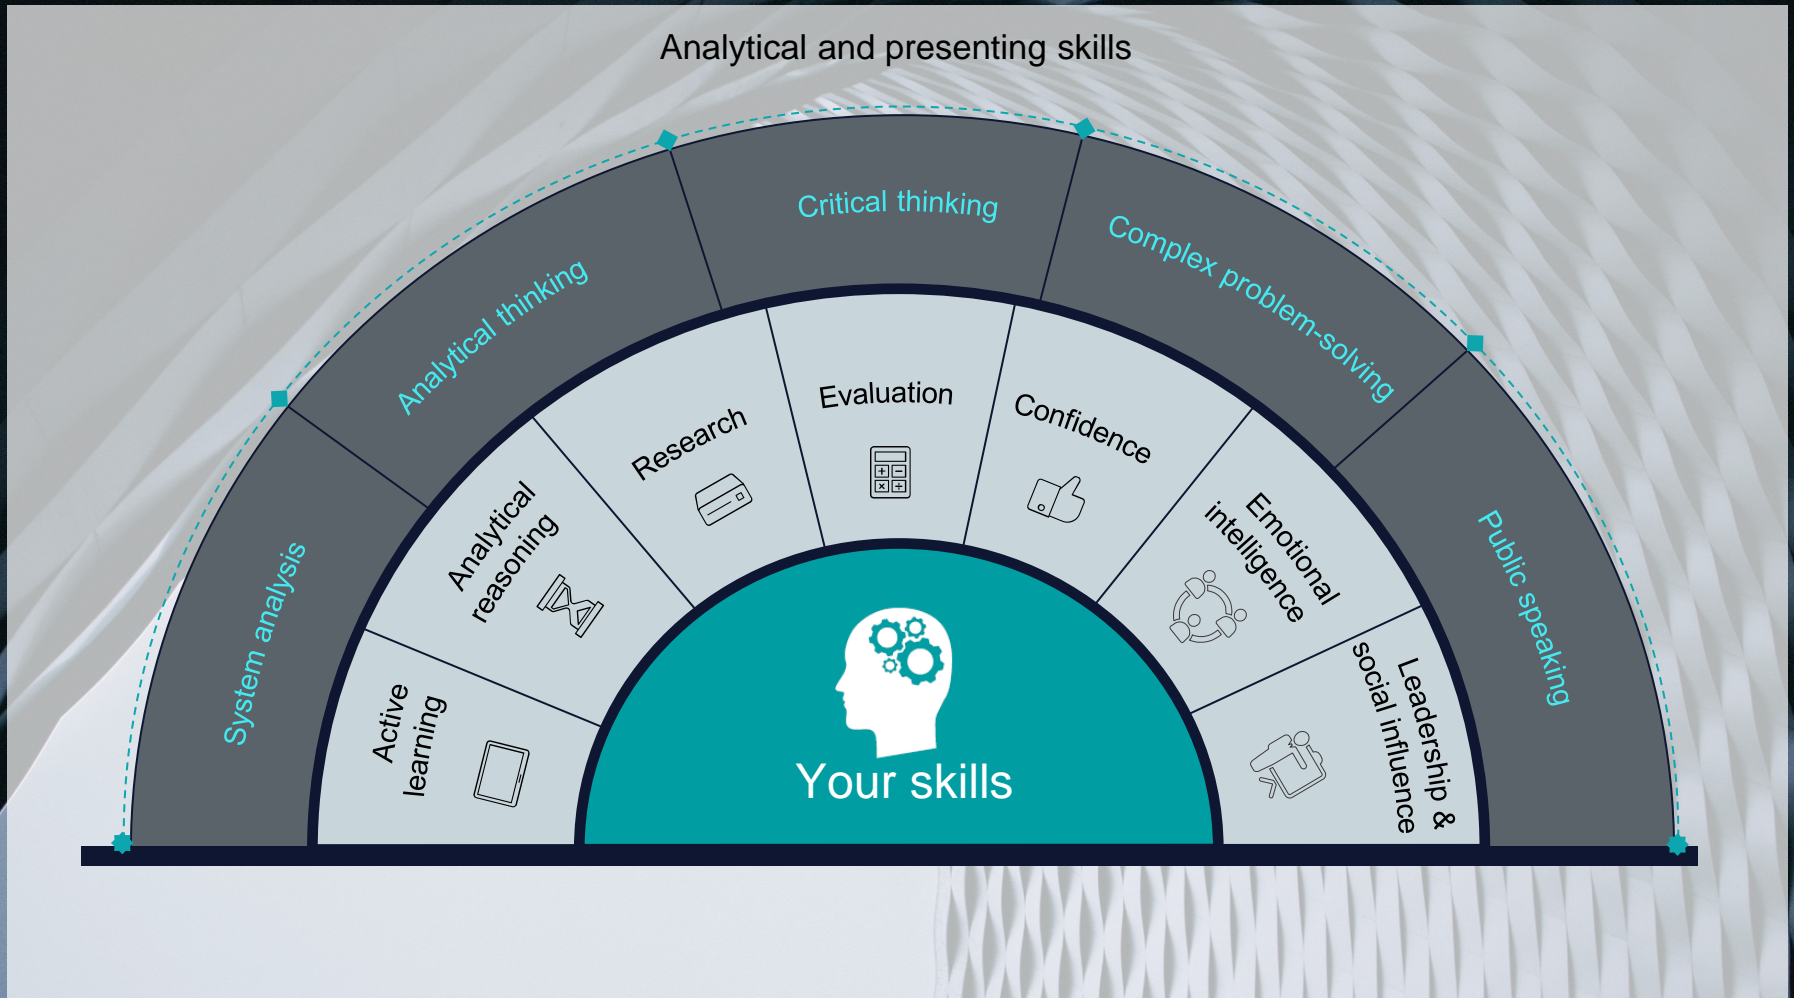 Analytical and presenting skills
System analysis
Analytical thinking
Critical thinking
Complex problem-solving
Public speaking
Active
learning
Analytical
reasoning
Research
Evaluation
Confidence
Emotional
intelligence
Leadership &
social influence
Your skills